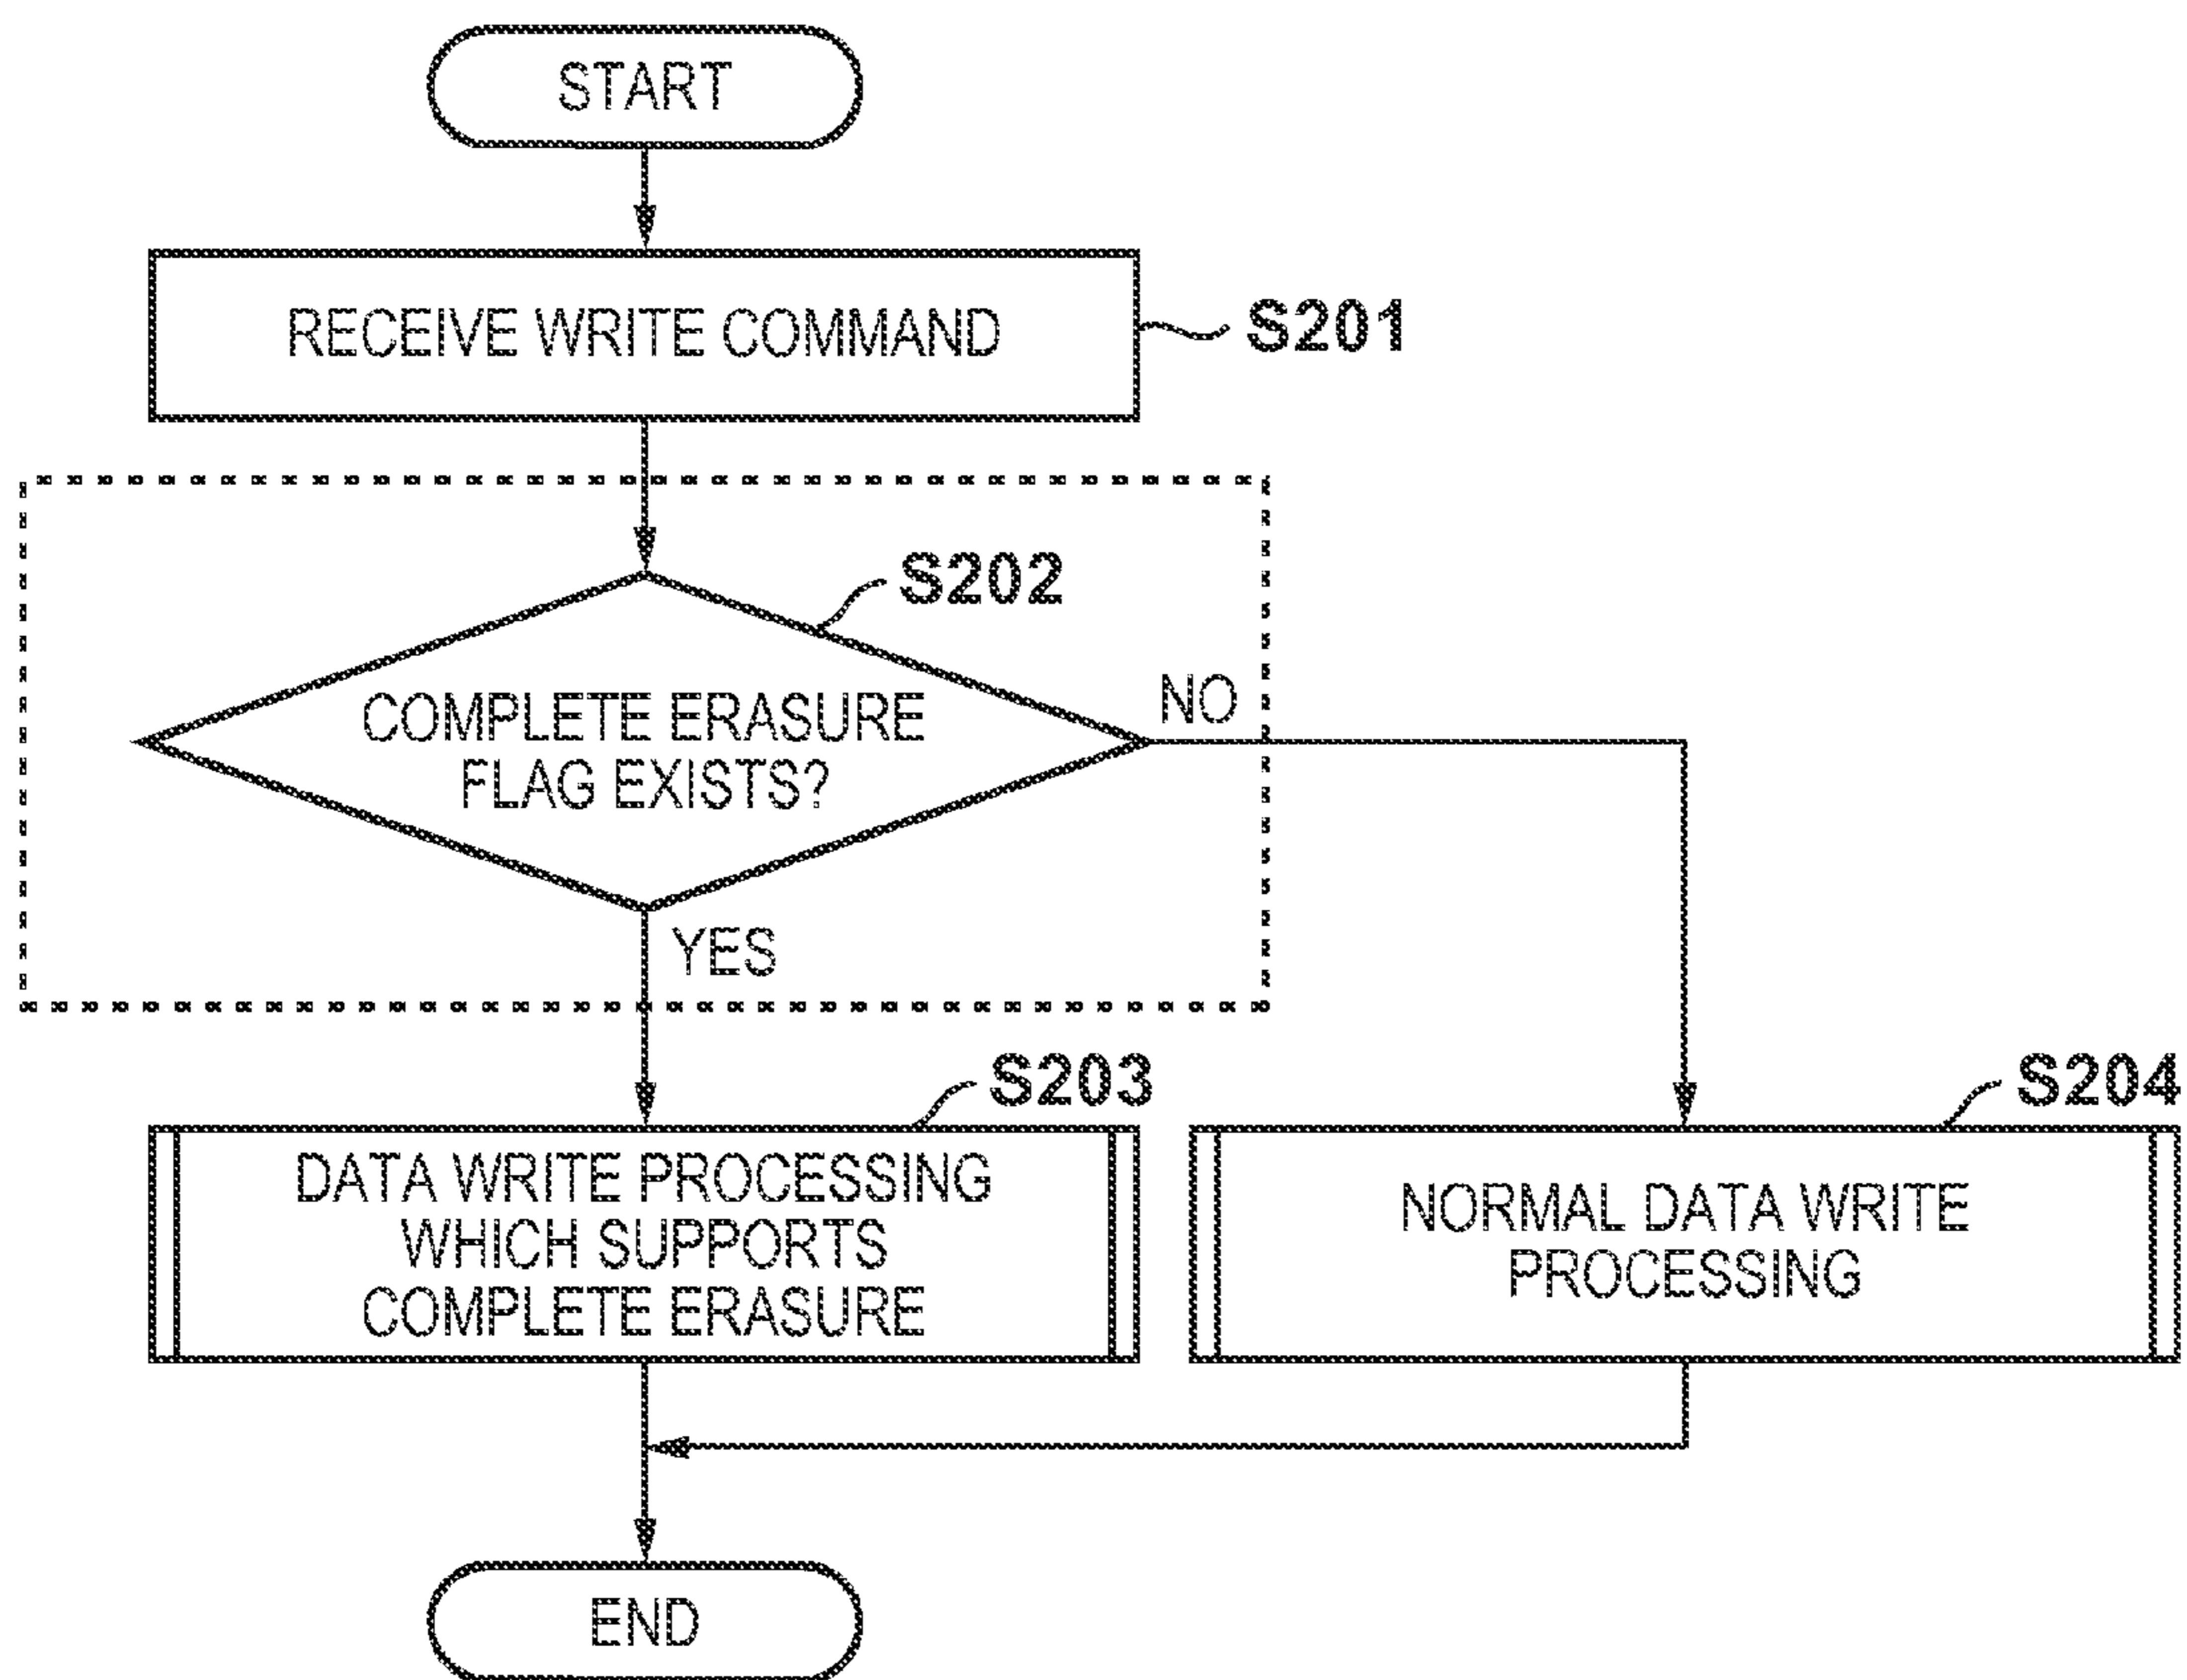 START
RECEIVE WRITE COMMAND
S201
S202
COMPLETE ERASURE
FLAG EXISTS?
NO
YES
S203
DATA WRITE PROCESSING
WHICH SUPPORTS
COMPLETE ERASURE
S204
NORMAL DATA WRITE
PROCESSING
END